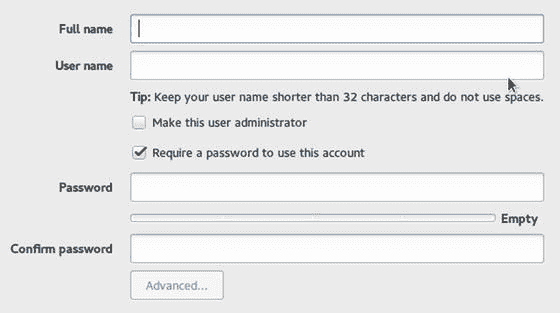 Full name
User name
Tip: Keep your user name shorter than 32 characters and do not use spaces.
Make this user administrator
Require a password to use this account
Password
Empty
Confirm password
Advanced...